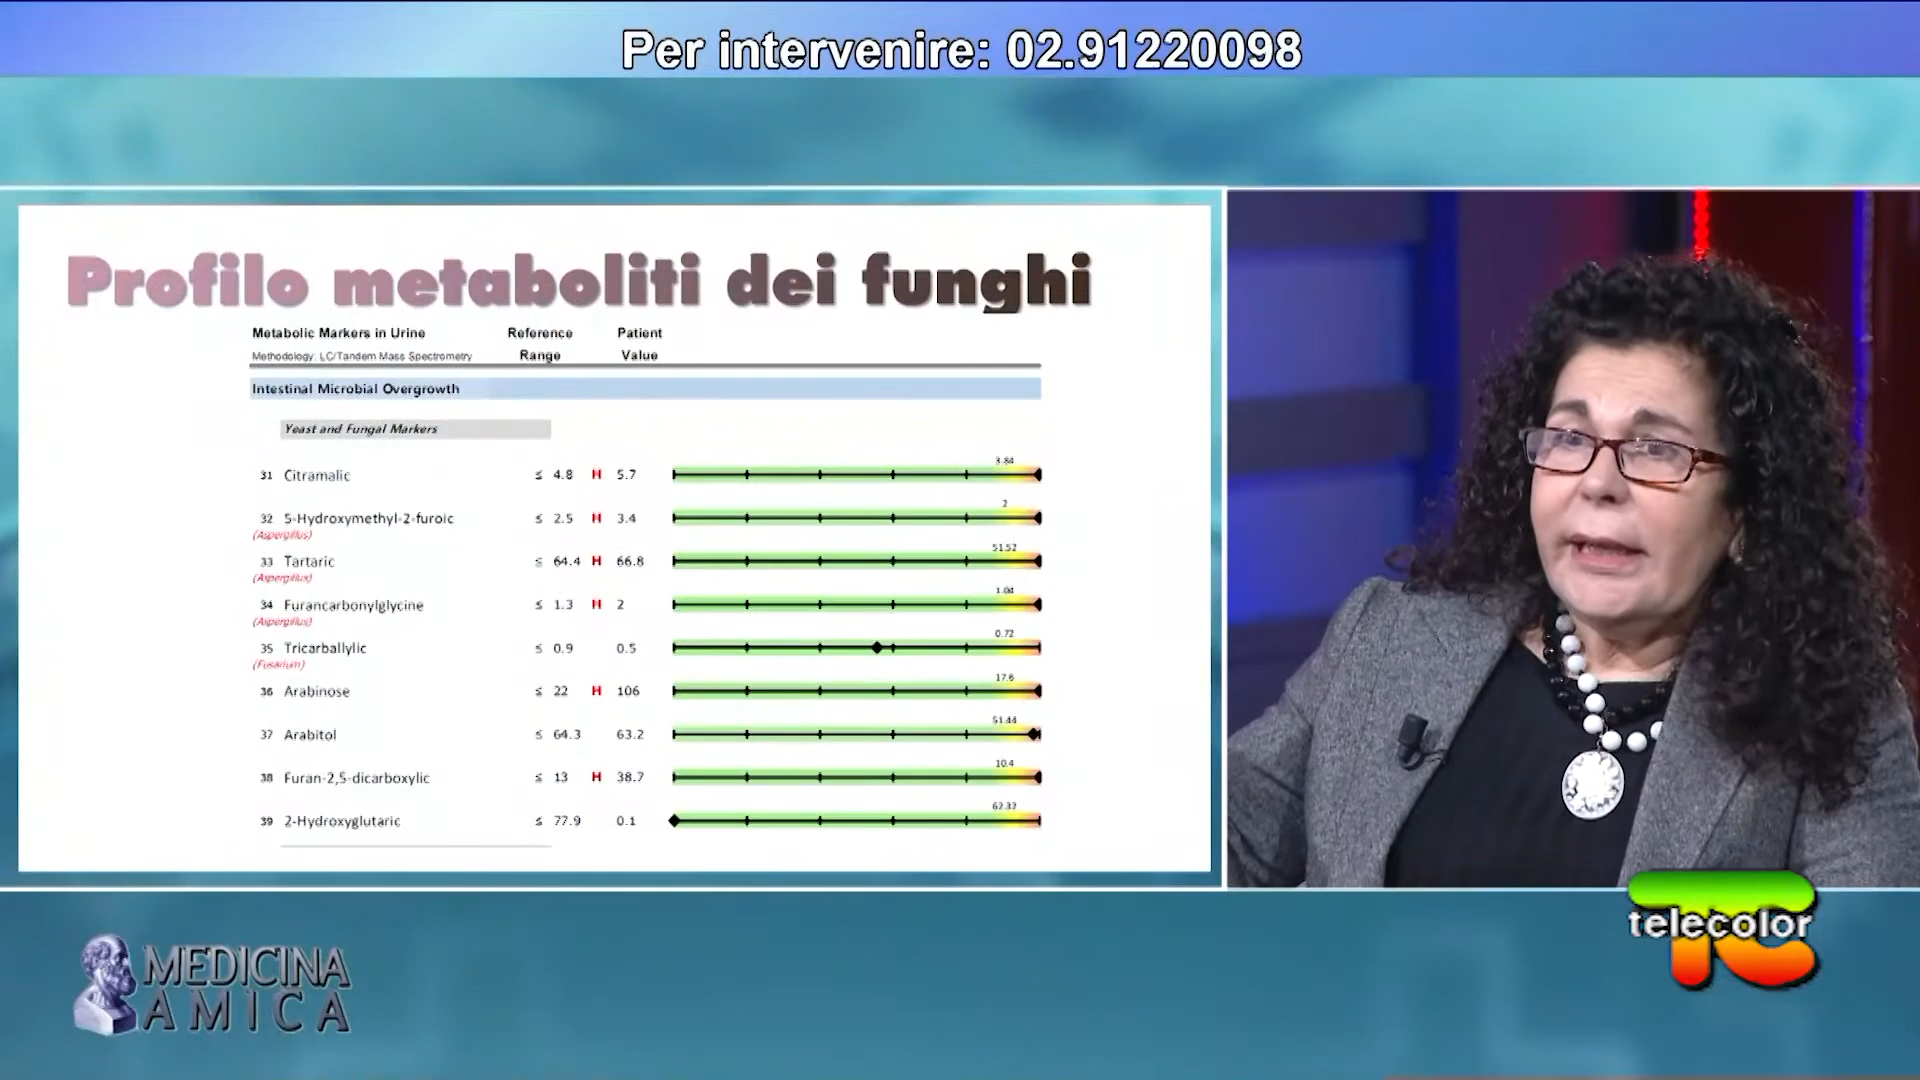 Per intervenire: 02.91220098
Profilo metaboliti dei funghi
Metabolic Markers in Urine Reference Patient
Methodology: LC/Tandem Mass Spectrometry Range Value
Intestinal Microbial Overgrowth
Yeast and Fungal Markers
3.84
31 Citramalic ≤ 4.8 H 5.7
2
32 5-Hydroxymethyl-2-furoic ≤ 2.5 H 3.4
(Aspergillus)
51.52
33 Tartaric ≤ 64.4 H 66.8
(Aspergillus)
1.04
34 Furancarbonylglycine ≤ 1.3 H 2
(Aspergillus)
0.72
35 Tricarballylic ≤ 0.9 0.5
(Fusarium)
17.6
36 Arabinose ≤ 22 H 106
51.44
37 Arabitol ≤ 64.3 63.2
10.4
38 Furan-2,5-dicarboxylic ≤ 13 H 38.7
62.32
39 2-Hydroxyglutaric ≤ 77.9 0.1
MEDICINA
AMICA
telecolor
TC